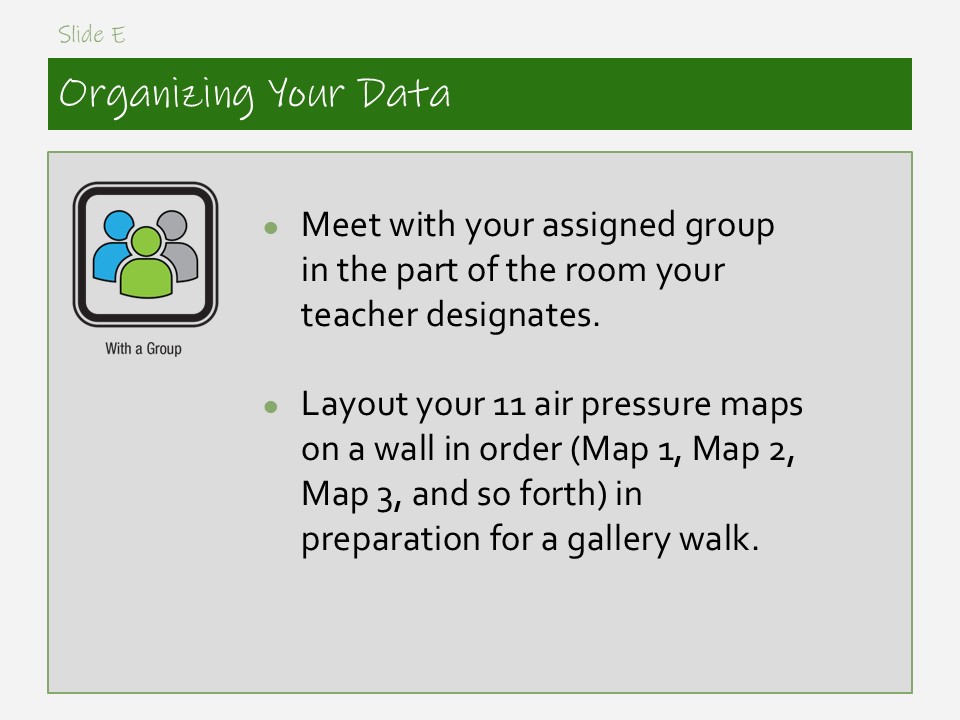 Slide E
Organizing Your Data
With a Group
● Meet with your assigned group
in the part of the room your
teacher designates.
● Layout your 11 air pressure maps
on a wall in order (Map 1, Map 2,
Map 3, and so forth) in
preparation for a gallery walk.